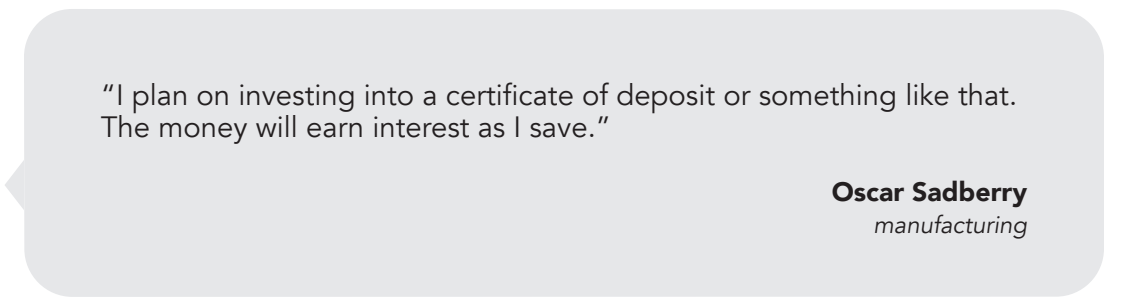 “I plan on investing into a certificate of deposit or something like that.
The money will earn interest as I save.”
Oscar Sadberry
manufacturing